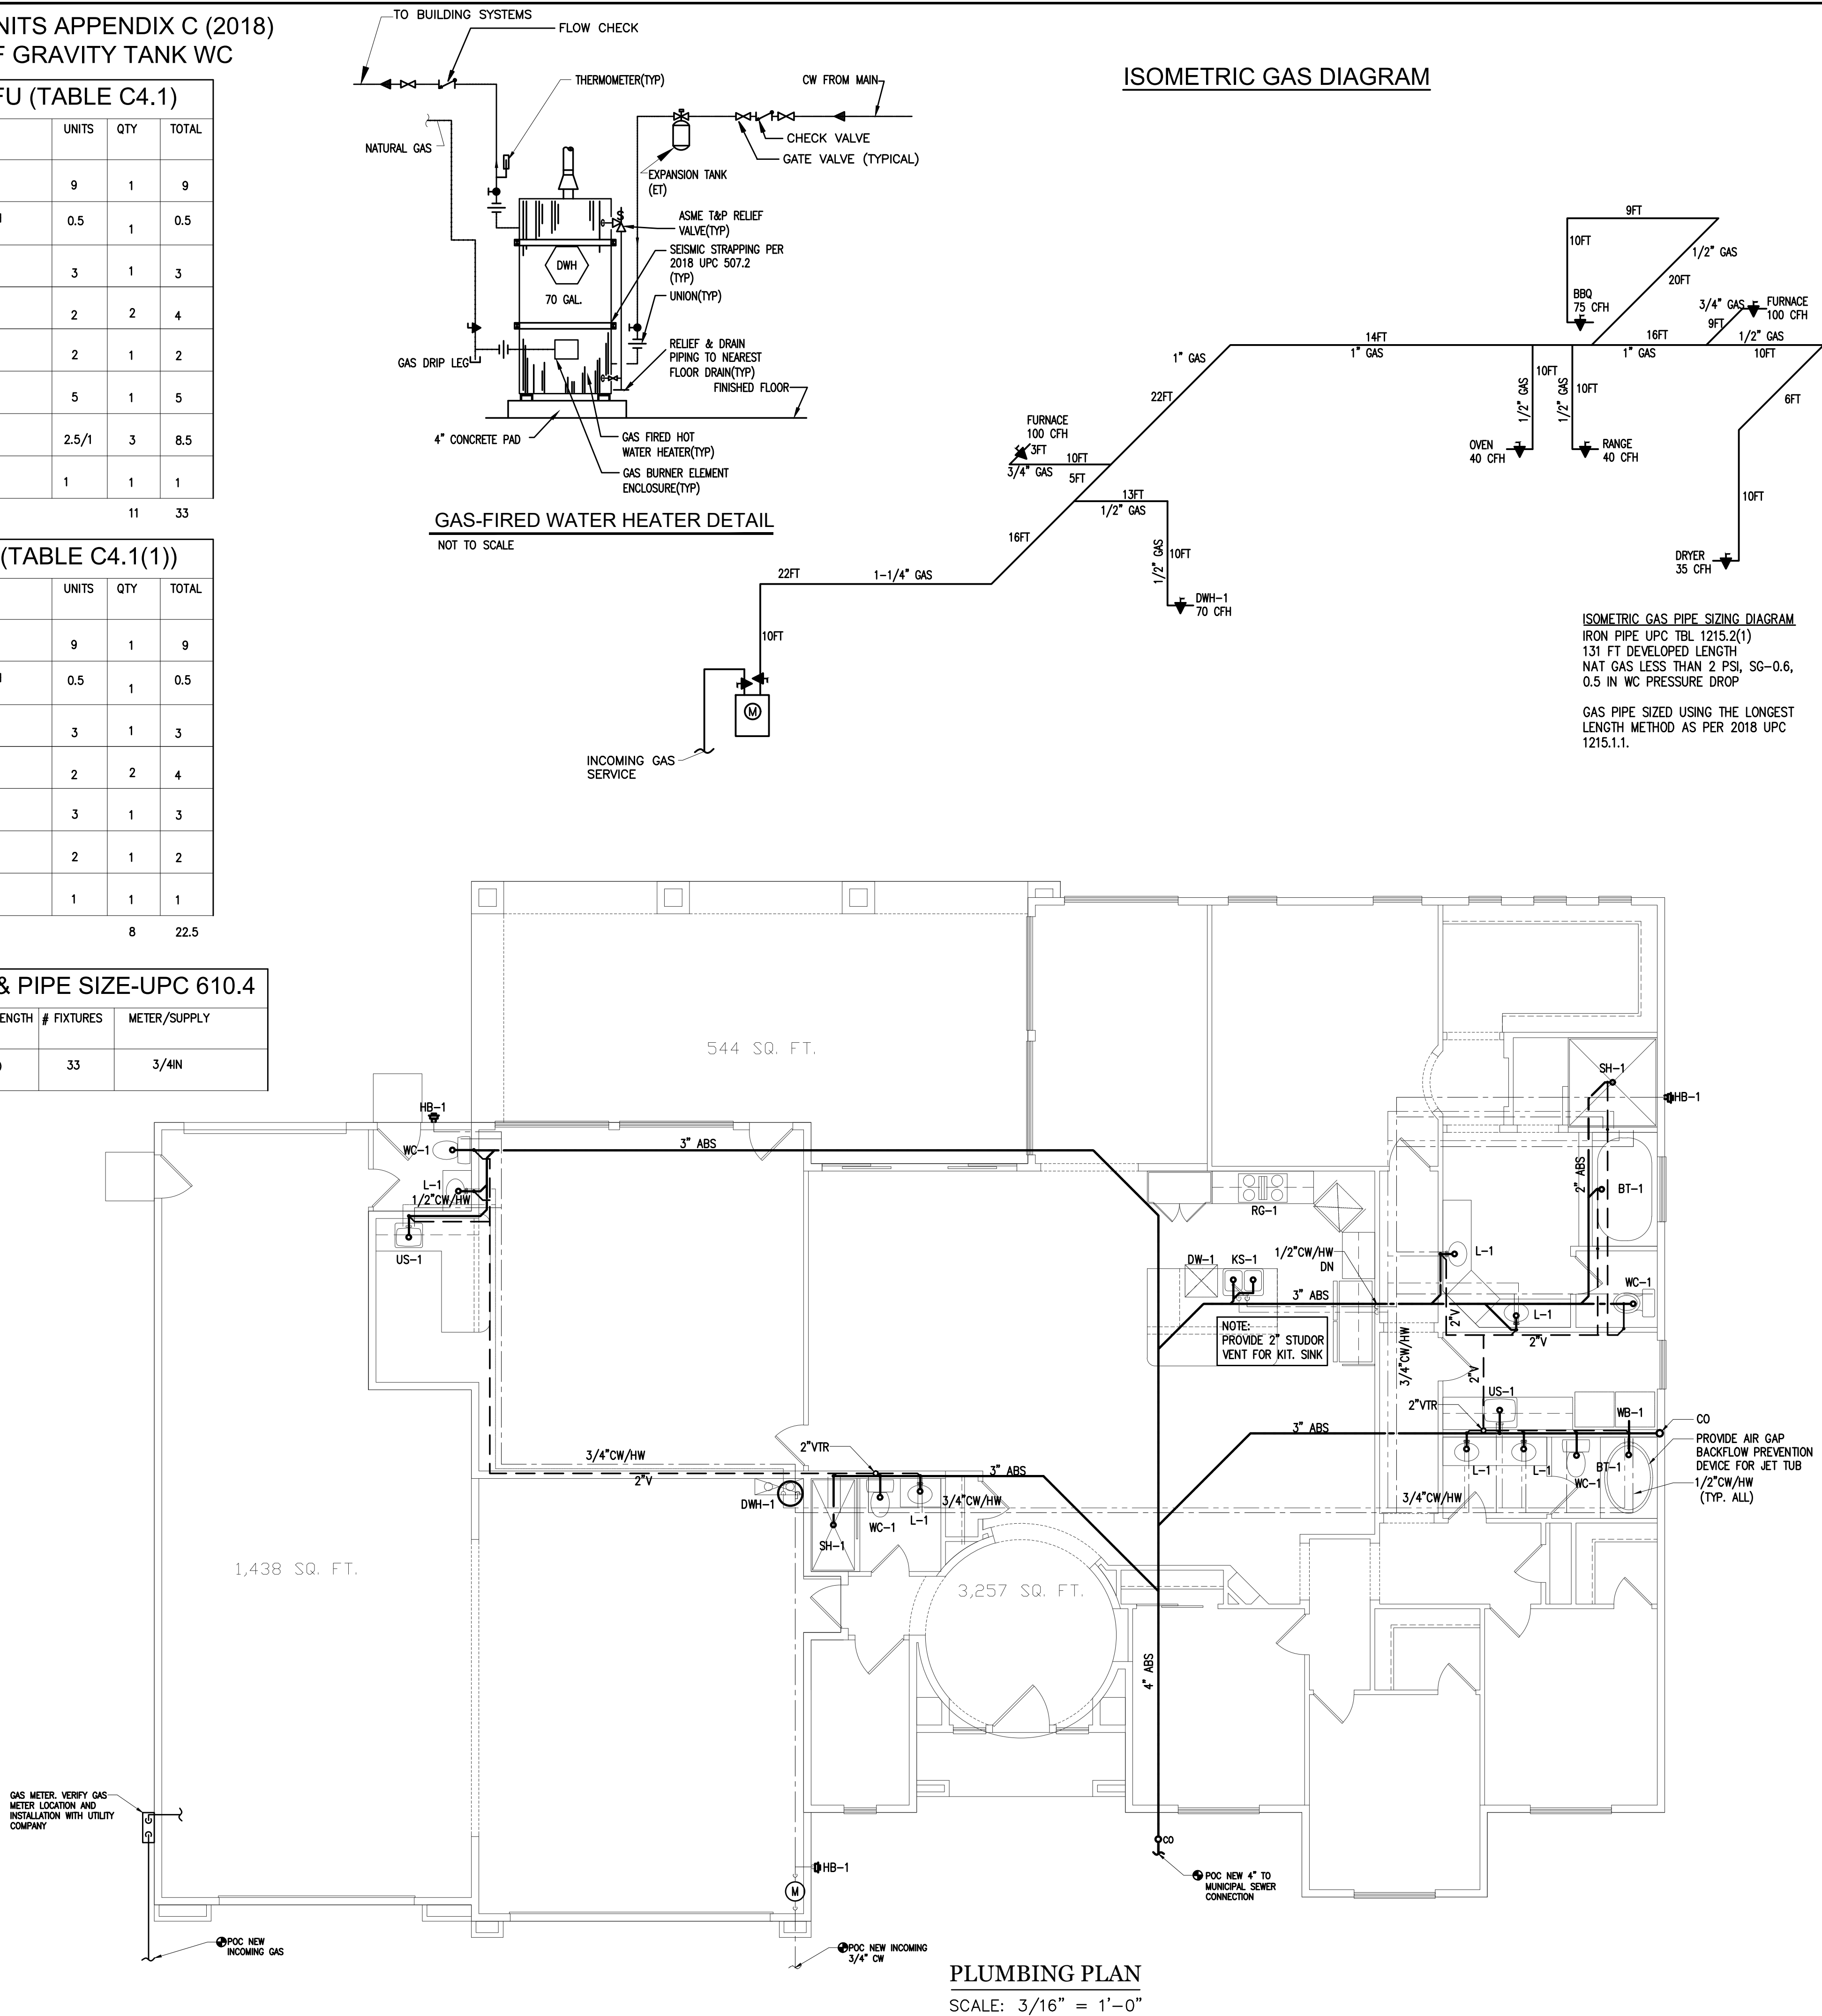 NITS APPENDIX C (2018)
F GRAVITY TANK WC
FU (TABLE C4.1)
UNITS QTY TOTAL
9 1 9
0.5 1 0.5
3 1 3
2 2 4
2 1 2
5 1 5
2.5/1 3 8.5
1 1 1
11 33
(TABLE C4.1(1))
UNITS QTY TOTAL
9 1 9
0.5 1 0.5
3 1 3
2 2 4
3 1 3
2 1 2
1 1 1
8 22.5
& PIPE SIZE-UPC 610.4
ENGTH # FIXTURES METER/SUPPLY
33 3/4IN
TO BUILDING SYSTEMS
FLOW CHECK
THERMOMETER(TYP)
CW FROM MAIN
NATURAL GAS
CHECK VALVE
GATE VALVE (TYPICAL)
EXPANSION TANK
(ET)
ASME T&P RELIEF
VALVE(TYP)
S
SEISMIC STRAPPING PER
2018 UPC 507.2
(TYP)
DWH
70 GAL.
UNION(TYP)
RELIEF & DRAIN
PIPING TO NEAREST
FLOOR DRAIN(TYP)
GAS DRIP LEG
FINISHED FLOOR
4" CONCRETE PAD
GAS FIRED HOT
WATER HEATER(TYP)
GAS BURNER ELEMENT
ENCLOSURE(TYP)
GAS-FIRED WATER HEATER DETAIL
NOT TO SCALE
ISOMETRIC GAS DIAGRAM
9FT
10FT
1/2" GAS
20FT
BBQ
75 CFH
3/4" GAS
FURNACE
100 CFH
9FT
14FT
1" GAS
16FT
1" GAS
1/2" GAS
10FT
1" GAS
10FT
1/2" GAS
10FT
1/2" GAS
6FT
22FT
FURNACE
100 CFH
3FT
10FT
3/4" GAS
5FT
OVEN
40 CFH
RANGE
40 CFH
13FT
1/2" GAS
10FT
16FT
1/2" GAS
10FT
DRYER
35 CFH
22FT
1-1/4" GAS
DWH-1
70 CFH
10FT
M
INCOMING GAS
SERVICE
ISOMETRIC GAS PIPE SIZING DIAGRAM
IRON PIPE UPC TBL 1215.2(1)
131 FT DEVELOPED LENGTH
NAT GAS LESS THAN 2 PSI, SG-0.6,
0.5 IN WC PRESSURE DROP
GAS PIPE SIZED USING THE LONGEST
LENGTH METHOD AS PER 2018 UPC
1215.1.1.
544 SQ. FT.
SH-1
HB-1
HB-1
WC-1
3" ABS
L-1
1/2"CW/HW
US-1
2" ABS
BT-1
RG-1
DW-1
KS-1
1/2"CW/HW
DN
L-1
WC-1
3" ABS
L-1
NOTE:
PROVIDE 2" STUDOR
VENT FOR KIT. SINK
2"V
2"V
3/4"CW/HW
2"V
US-1
2"VTR
WB-1
CO
3" ABS
PROVIDE AIR GAP
BACKFLOW PREVENTION
DEVICE FOR JET TUB
L-1
L-1
WC-1
BT-1
1/2"CW/HW
(TYP. ALL)
3/4"CW/HW
2"VTR
3/4"CW/HW
2"V
3" ABS
DWH-1
3/4"CW/HW
WC-1
L-1
SH-1
1,438 SQ. FT.
3,257 SQ. FT.
4" ABS
GAS METER. VERIFY GAS
METER LOCATION AND
INSTALLATION WITH UTILITY
COMPANY
CO
HB-1
M
POC NEW 4" TO
MUNICIPAL SEWER
CONNECTION
POC NEW
INCOMING GAS
POC NEW INCOMING
3/4" CW
PLUMBING PLAN
SCALE: 3/16" = 1'-0"